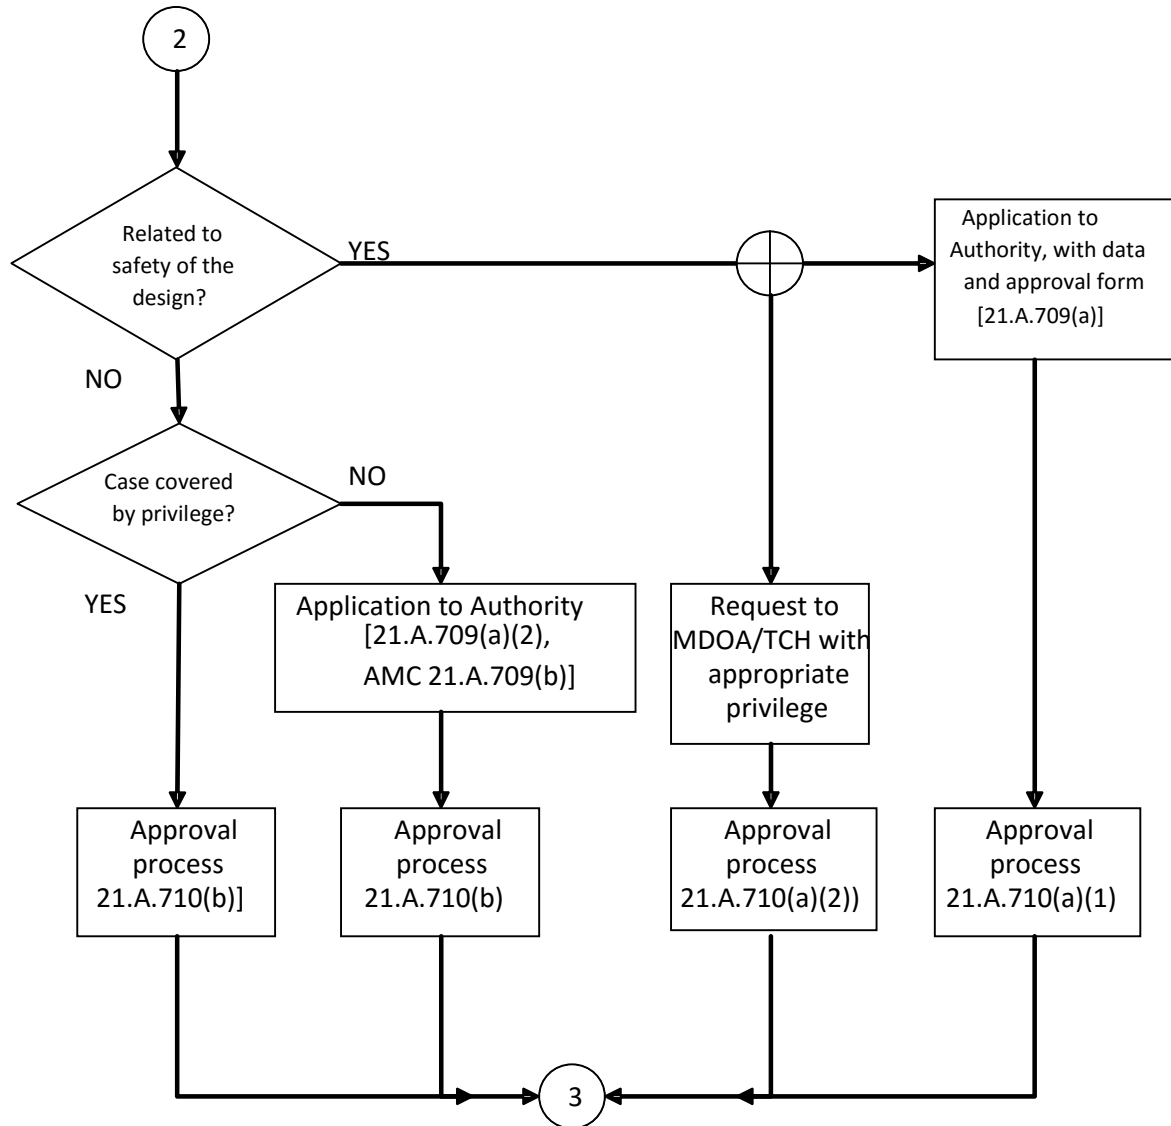 2
Related to
safety of the
design?
YES
Application to
Authority, with data
and approval form
[21.A.709(a)]
NO
Case covered
by privilege?
NO
YES
Application to Authority
[21.A.709(a)(2),
AMC 21.A.709(b)]
Request to
MDOA/TCH with
appropriate
privilege
Approval
process
21.A.710(b)]
Approval
process
21.A.710(b)
Approval
process
21.A.710(a)(2))
Approval
process
21.A.710(a)(1)
3